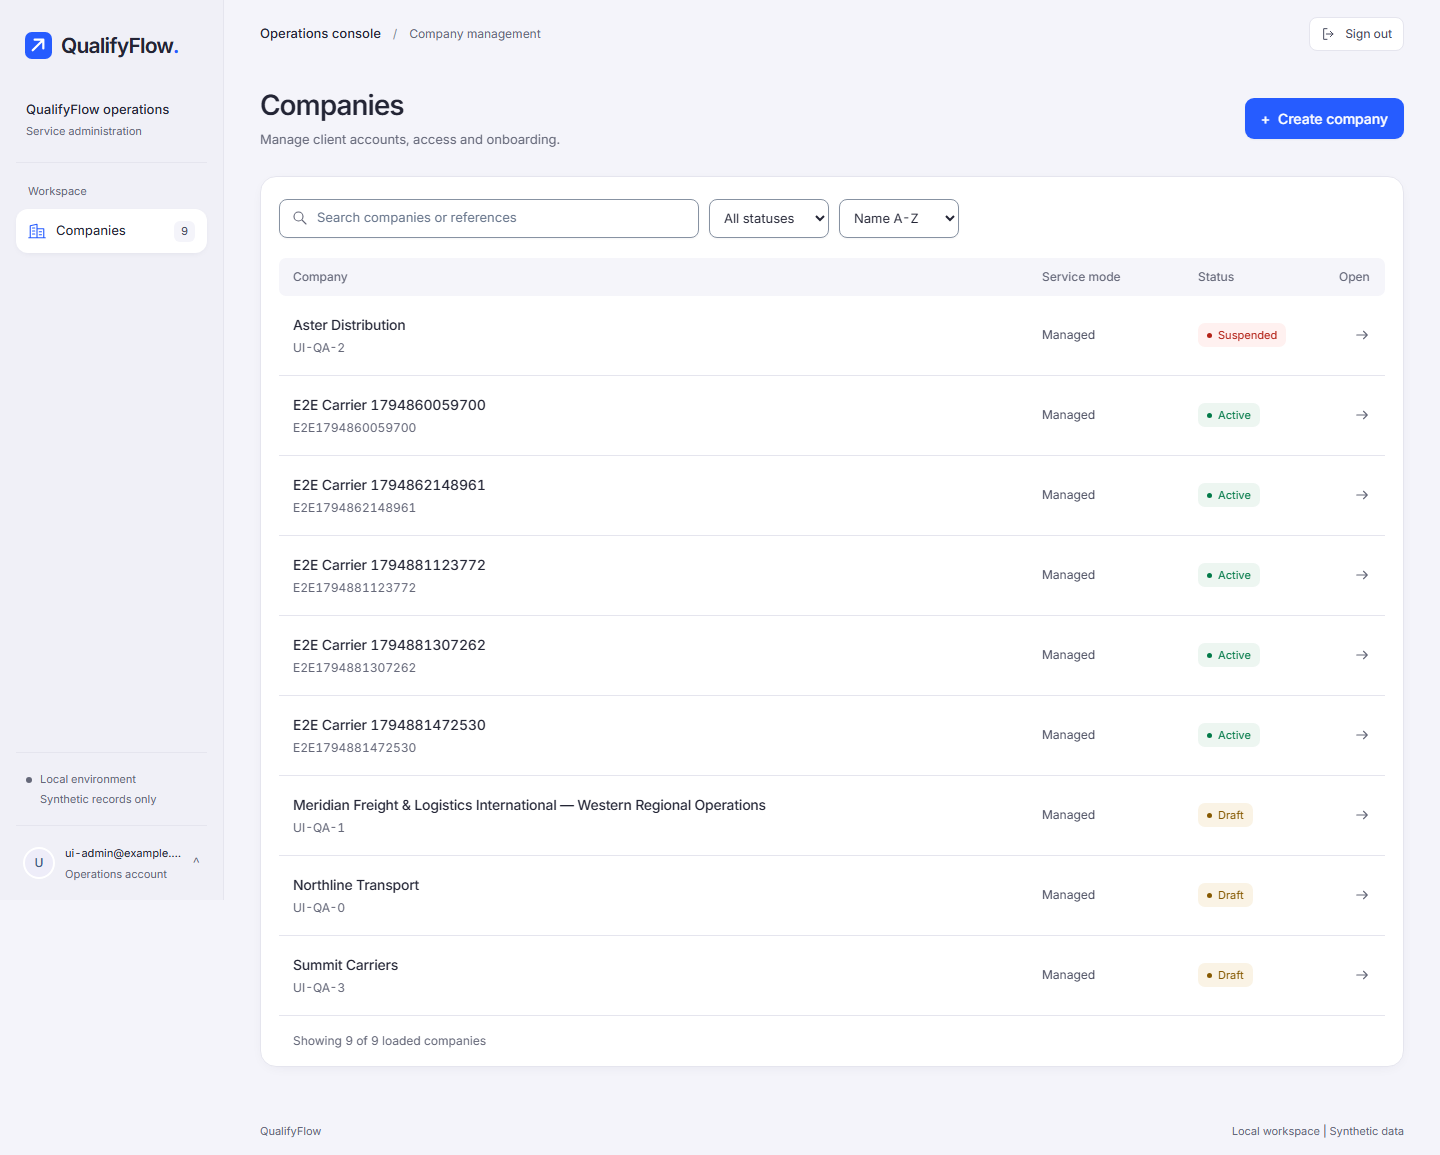 QualifyFlow.
QualifyFlow operations
Service administration
Workspace
Companies 9
Local environment
Synthetic records only
U
ui-admin@example....
Operations account
Operations console / Company management
Sign out
Companies
Manage client accounts, access and onboarding.
+ Create company
Search companies or references
All statuses
Name A-Z
Company Service mode Status Open
Aster Distribution
UI-QA-2
Managed
Suspended
E2E Carrier 1794860059700
E2E1794860059700
Managed
Active
E2E Carrier 1794862148961
E2E1794862148961
Managed
Active
E2E Carrier 1794881123772
E2E1794881123772
Managed
Active
E2E Carrier 1794881307262
E2E1794881307262
Managed
Active
E2E Carrier 1794881472530
E2E1794881472530
Managed
Active
Meridian Freight & Logistics International — Western Regional Operations
UI-QA-1
Managed
Draft
Northline Transport
UI-QA-0
Managed
Draft
Summit Carriers
UI-QA-3
Managed
Draft
Showing 9 of 9 loaded companies
QualifyFlow
Local workspace | Synthetic data